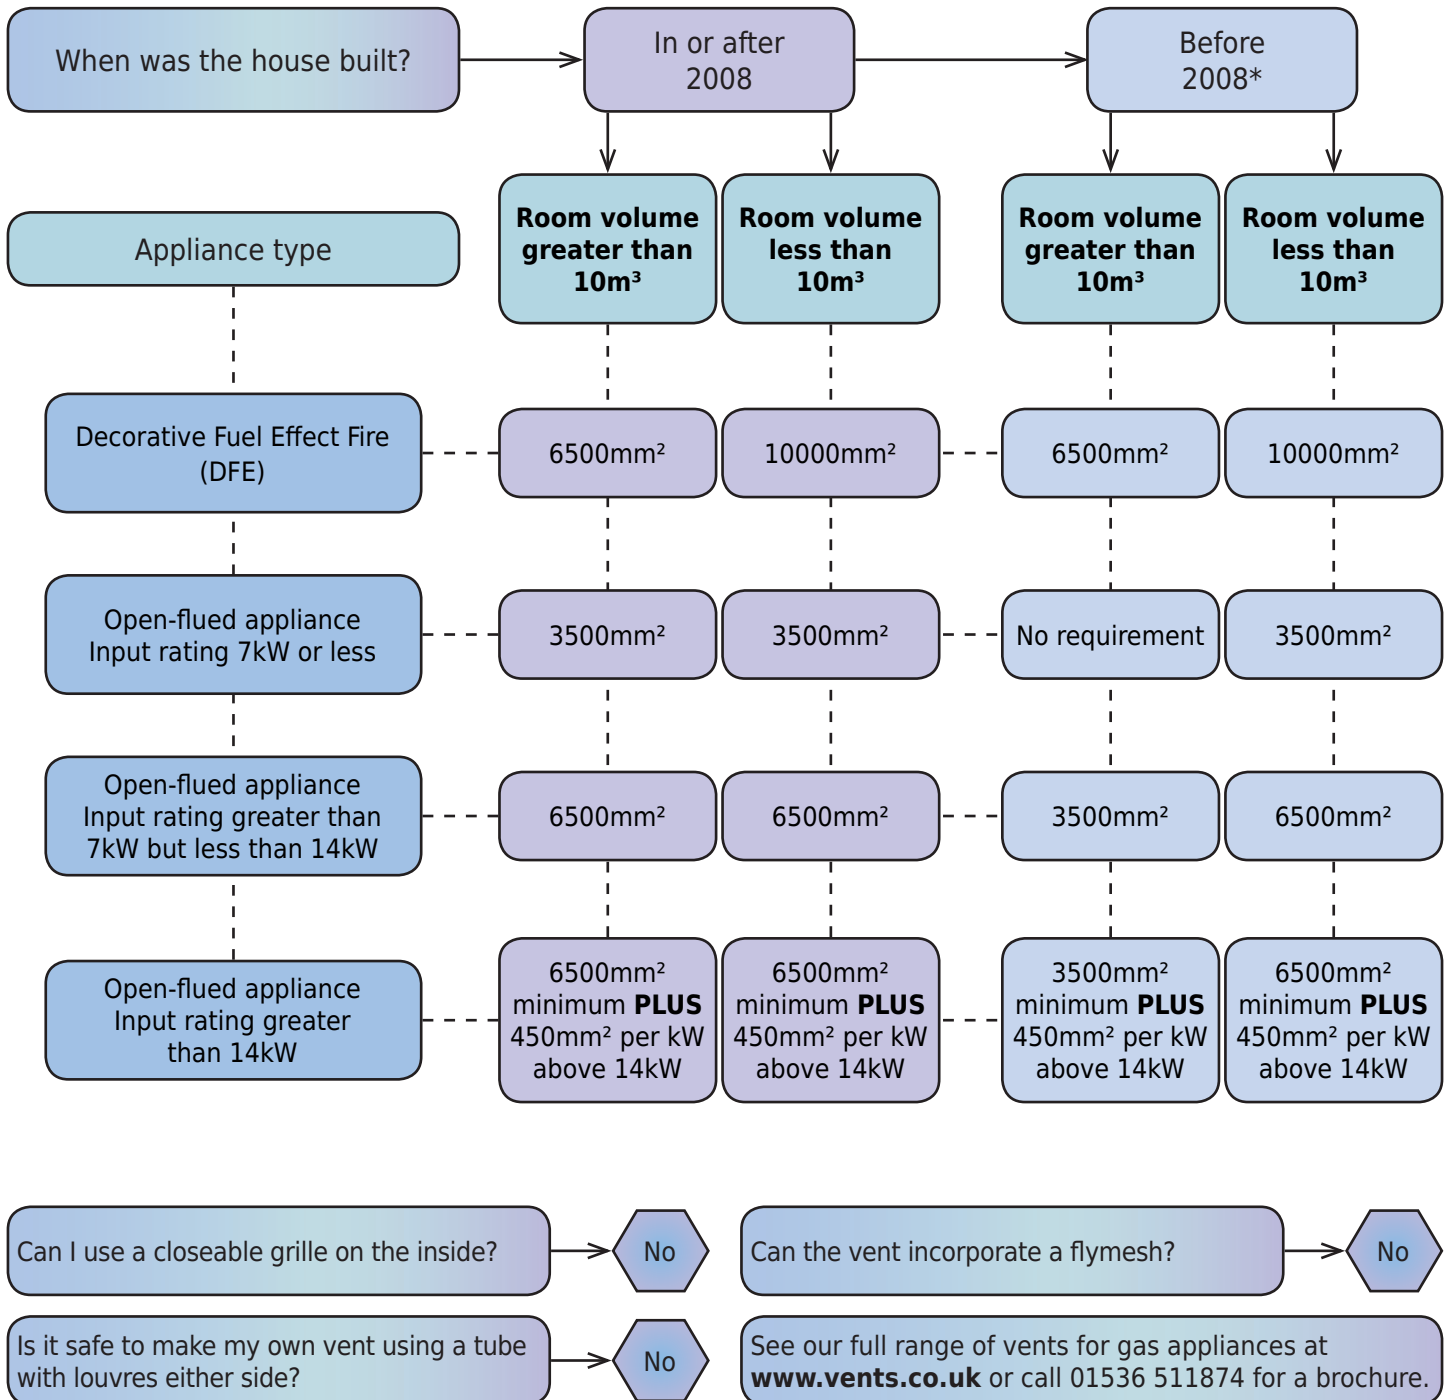 When was the house built?
In or after
2008
Before
2008*
Appliance type
Room volume
greater than
10m³
Room volume
less than
10m³
Room volume
greater than
10m³
Room volume
less than
10m³
Decorative Fuel Effect Fire
(DFE)
6500mm²
10000mm²
6500mm²
10000mm²
Open-flued appliance
Input rating 7kW or less
3500mm²
3500mm²
No requirement
3500mm²
Open-flued appliance
Input rating greater than
7kW but less than 14kW
6500mm²
6500mm²
3500mm²
6500mm²
Open-flued appliance
Input rating greater
than 14kW
6500mm²
minimum PLUS
450mm² per kW
above 14kW
6500mm²
minimum PLUS
450mm² per kW
above 14kW
3500mm²
minimum PLUS
450mm² per kW
above 14kW
6500mm²
minimum PLUS
450mm² per kW
above 14kW
Can I use a closeable grille on the inside?
No
Can the vent incorporate a flymesh?
No
Is it safe to make my own vent using a tube
with louvres either side?
No
See our full range of vents for gas appliances at
www.vents.co.uk or call 01536 511874 for a brochure.